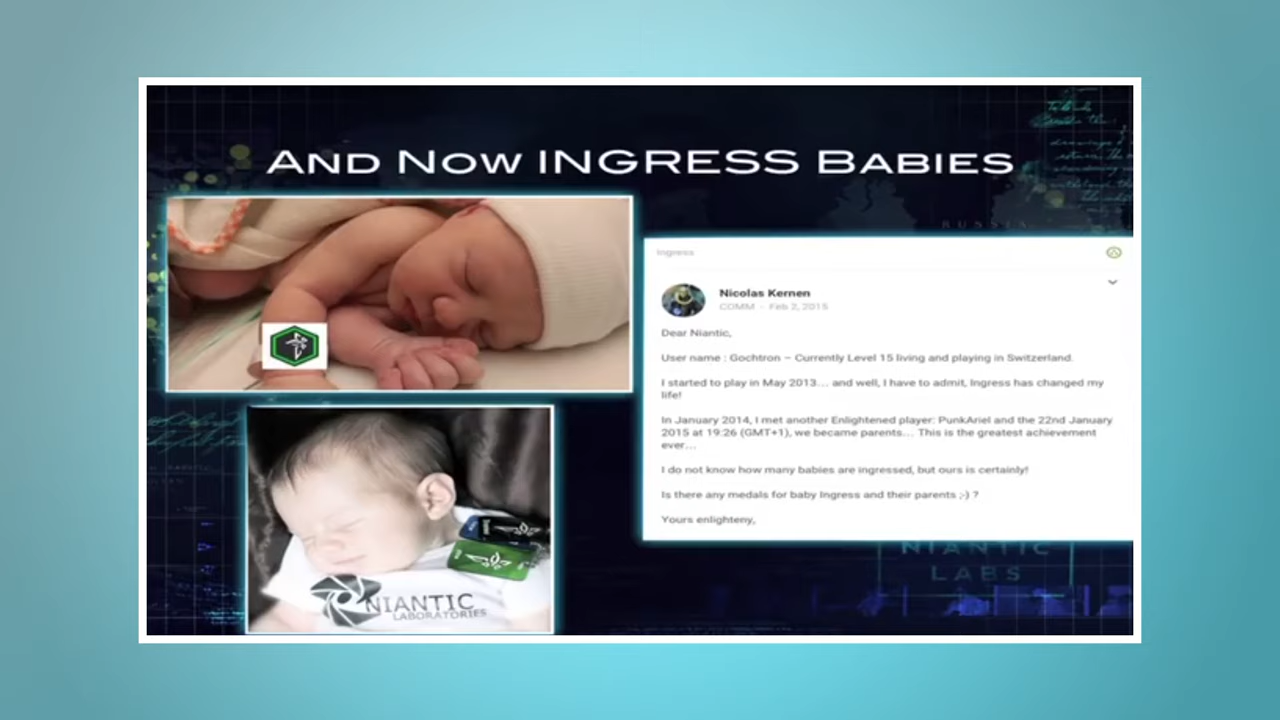 AND NOW INGRESS BABIES
RUSSIA
Ingress
Nicolas Kernen
COMM - Feb 2, 2015
Dear Niantic,
User name : Gochtron – Currently Level 15 living and playing in Switzerland.
I started to play in May 2013... and well, I have to admit, Ingress has changed my
life!
In January 2014, I met another Enlightened player: PunkAriel and the 22nd January
2015 at 19:26 (GMT+1), we became parents... This is the greatest achievement
ever...
I do not know how many babies are ingressed, but ours is certainly!
Is there any medals for baby Ingress and their parents ;-) ?
Yours enlighteny,
NIANTIC
LABORATORIES
NIANTIC
LABS